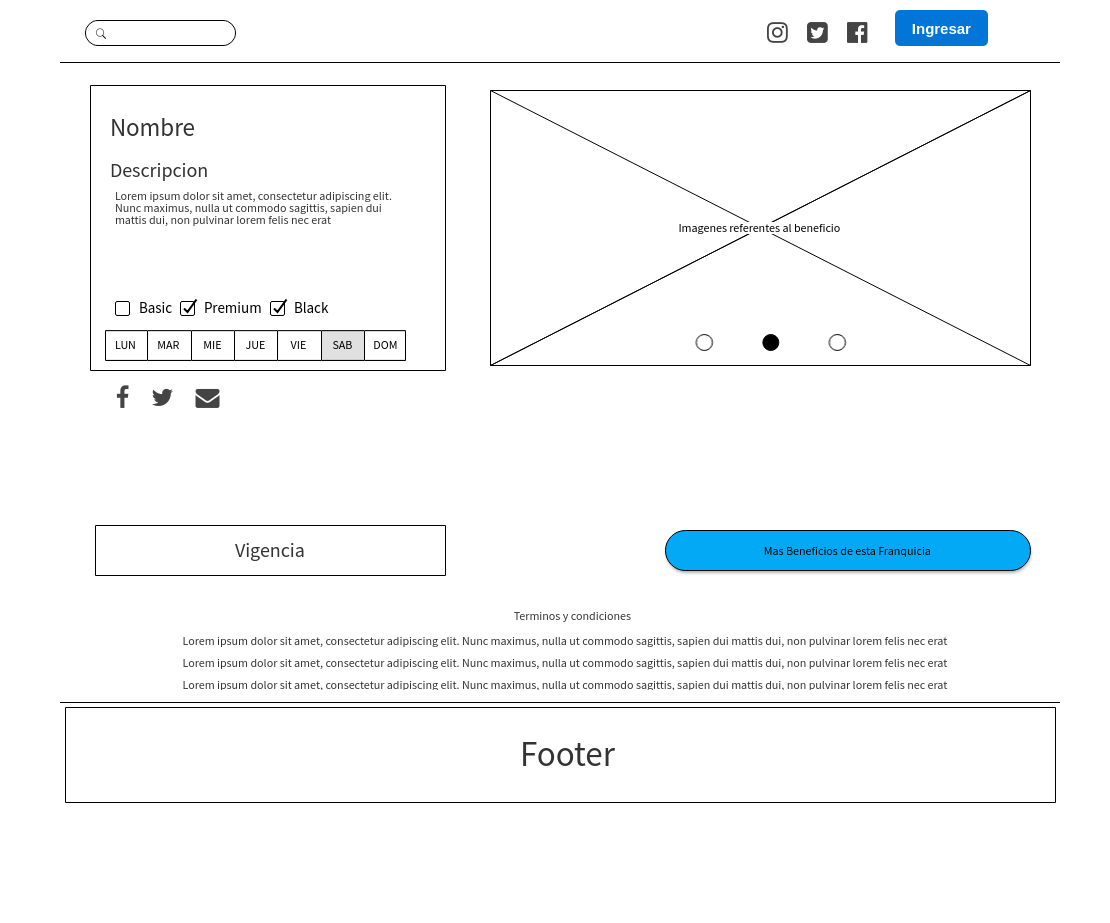 Ingresar
Nombre
Descripcion
Lorem ipsum dolor sit amet, consectetur adipiscing elit.
Nunc maximus, nulla ut commodo sagittis, sapien dui
mattis dui, non pulvinar lorem felis nec erat
Basic Premium Black
LUN MAR MIE JUE VIE SAB DOM
Imagenes referentes al beneficio
Vigencia
Mas Beneficios de esta Franquicia
Terminos y condiciones
Lorem ipsum dolor sit amet, consectetur adipiscing elit. Nunc maximus, nulla ut commodo sagittis, sapien dui mattis dui, non pulvinar lorem felis nec erat
Lorem ipsum dolor sit amet, consectetur adipiscing elit. Nunc maximus, nulla ut commodo sagittis, sapien dui mattis dui, non pulvinar lorem felis nec erat
Lorem ipsum dolor sit amet, consectetur adipiscing elit. Nunc maximus, nulla ut commodo sagittis, sapien dui mattis dui, non pulvinar lorem felis nec erat
Footer